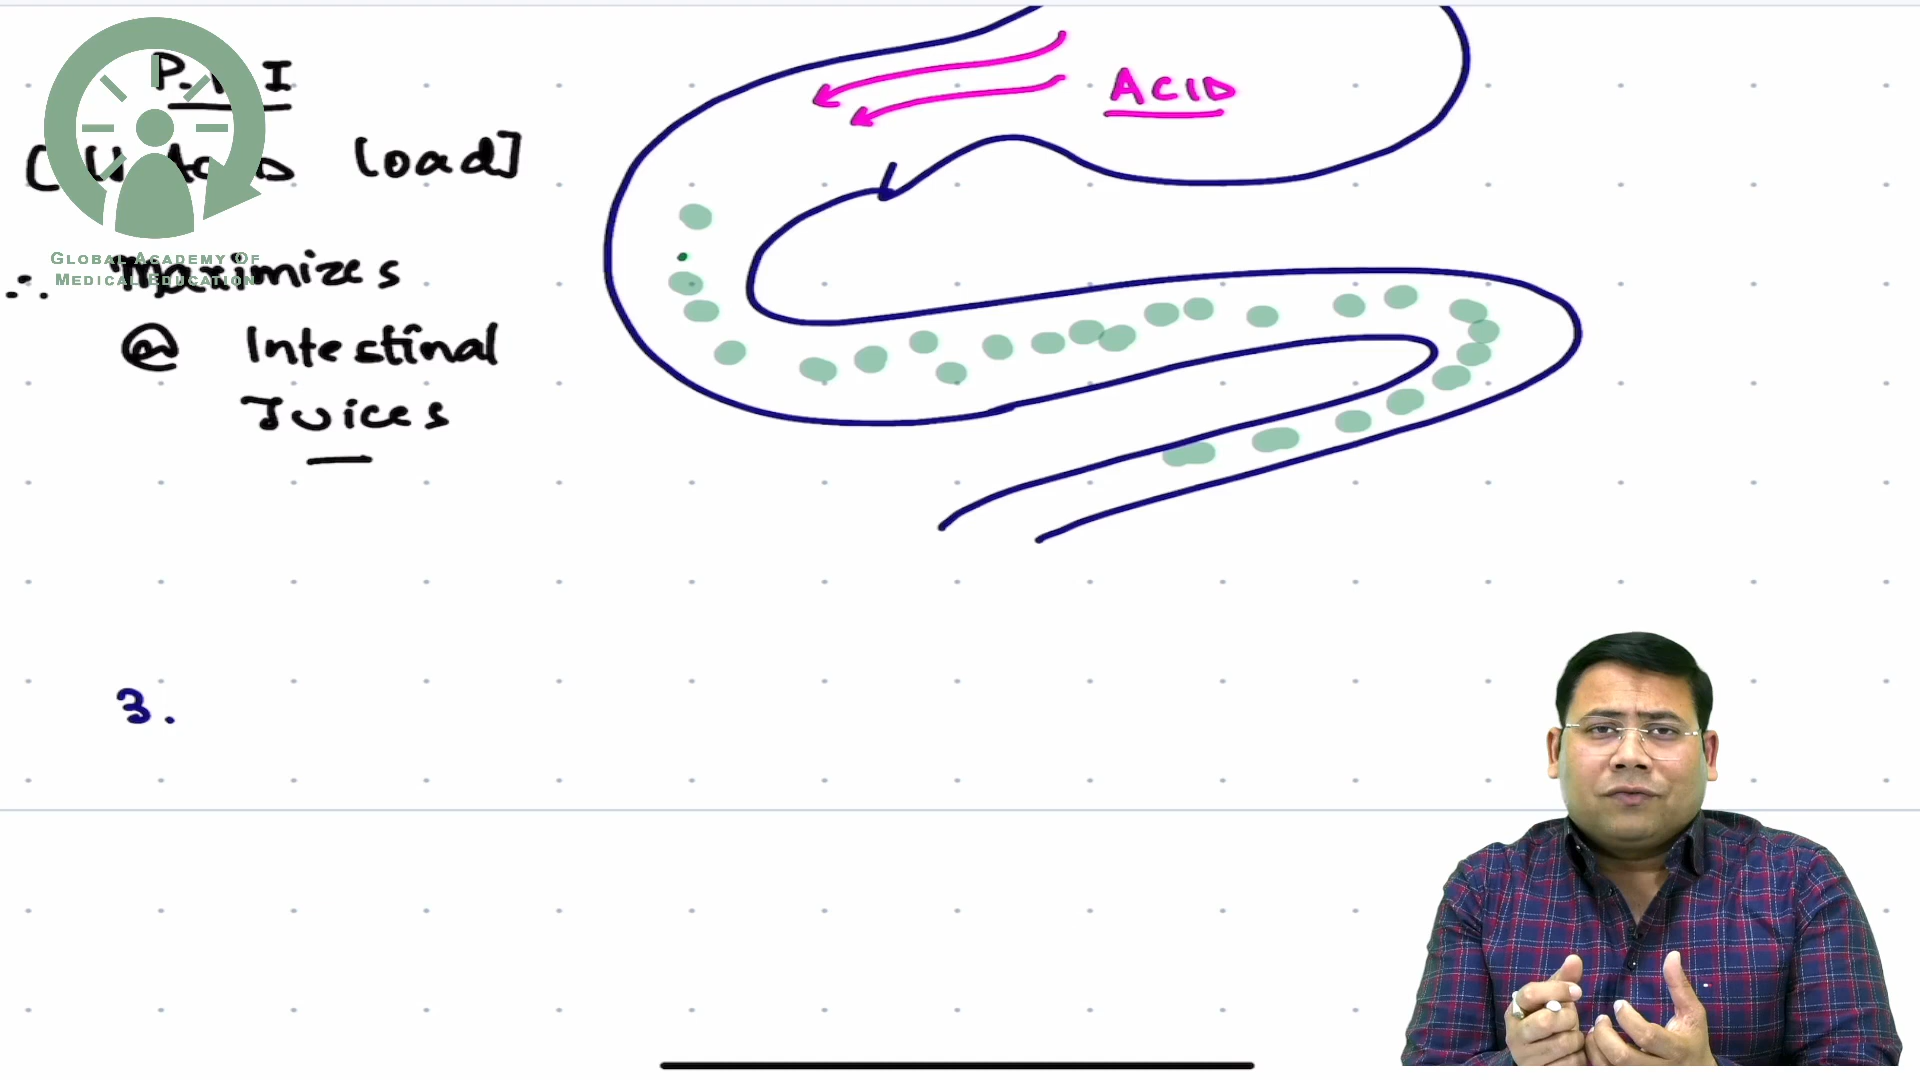 load]
GLOBAL ACADEMY OF
MEDICAL EDUCATION
∴ maximizes
@ Intestinal
Juices
ACID
3.